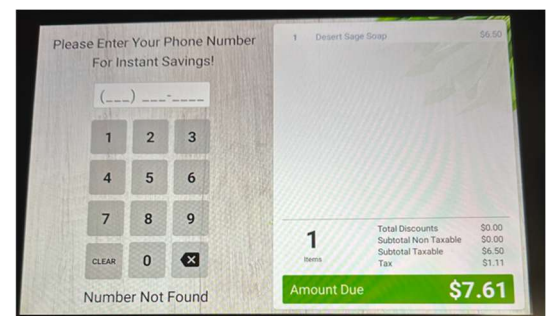 Please Enter Your Phone Number
For Instant Savings!
(___) ___-____
1 2 3
4 5 6
7 8 9
CLEAR 0
Number Not Found
1 Desert Sage Soap $6.50
1
Items
Total Discounts $0.00
Subtotal Non Taxable $0.00
Subtotal Taxable $6.50
Tax $1.11
Amount Due $7.61